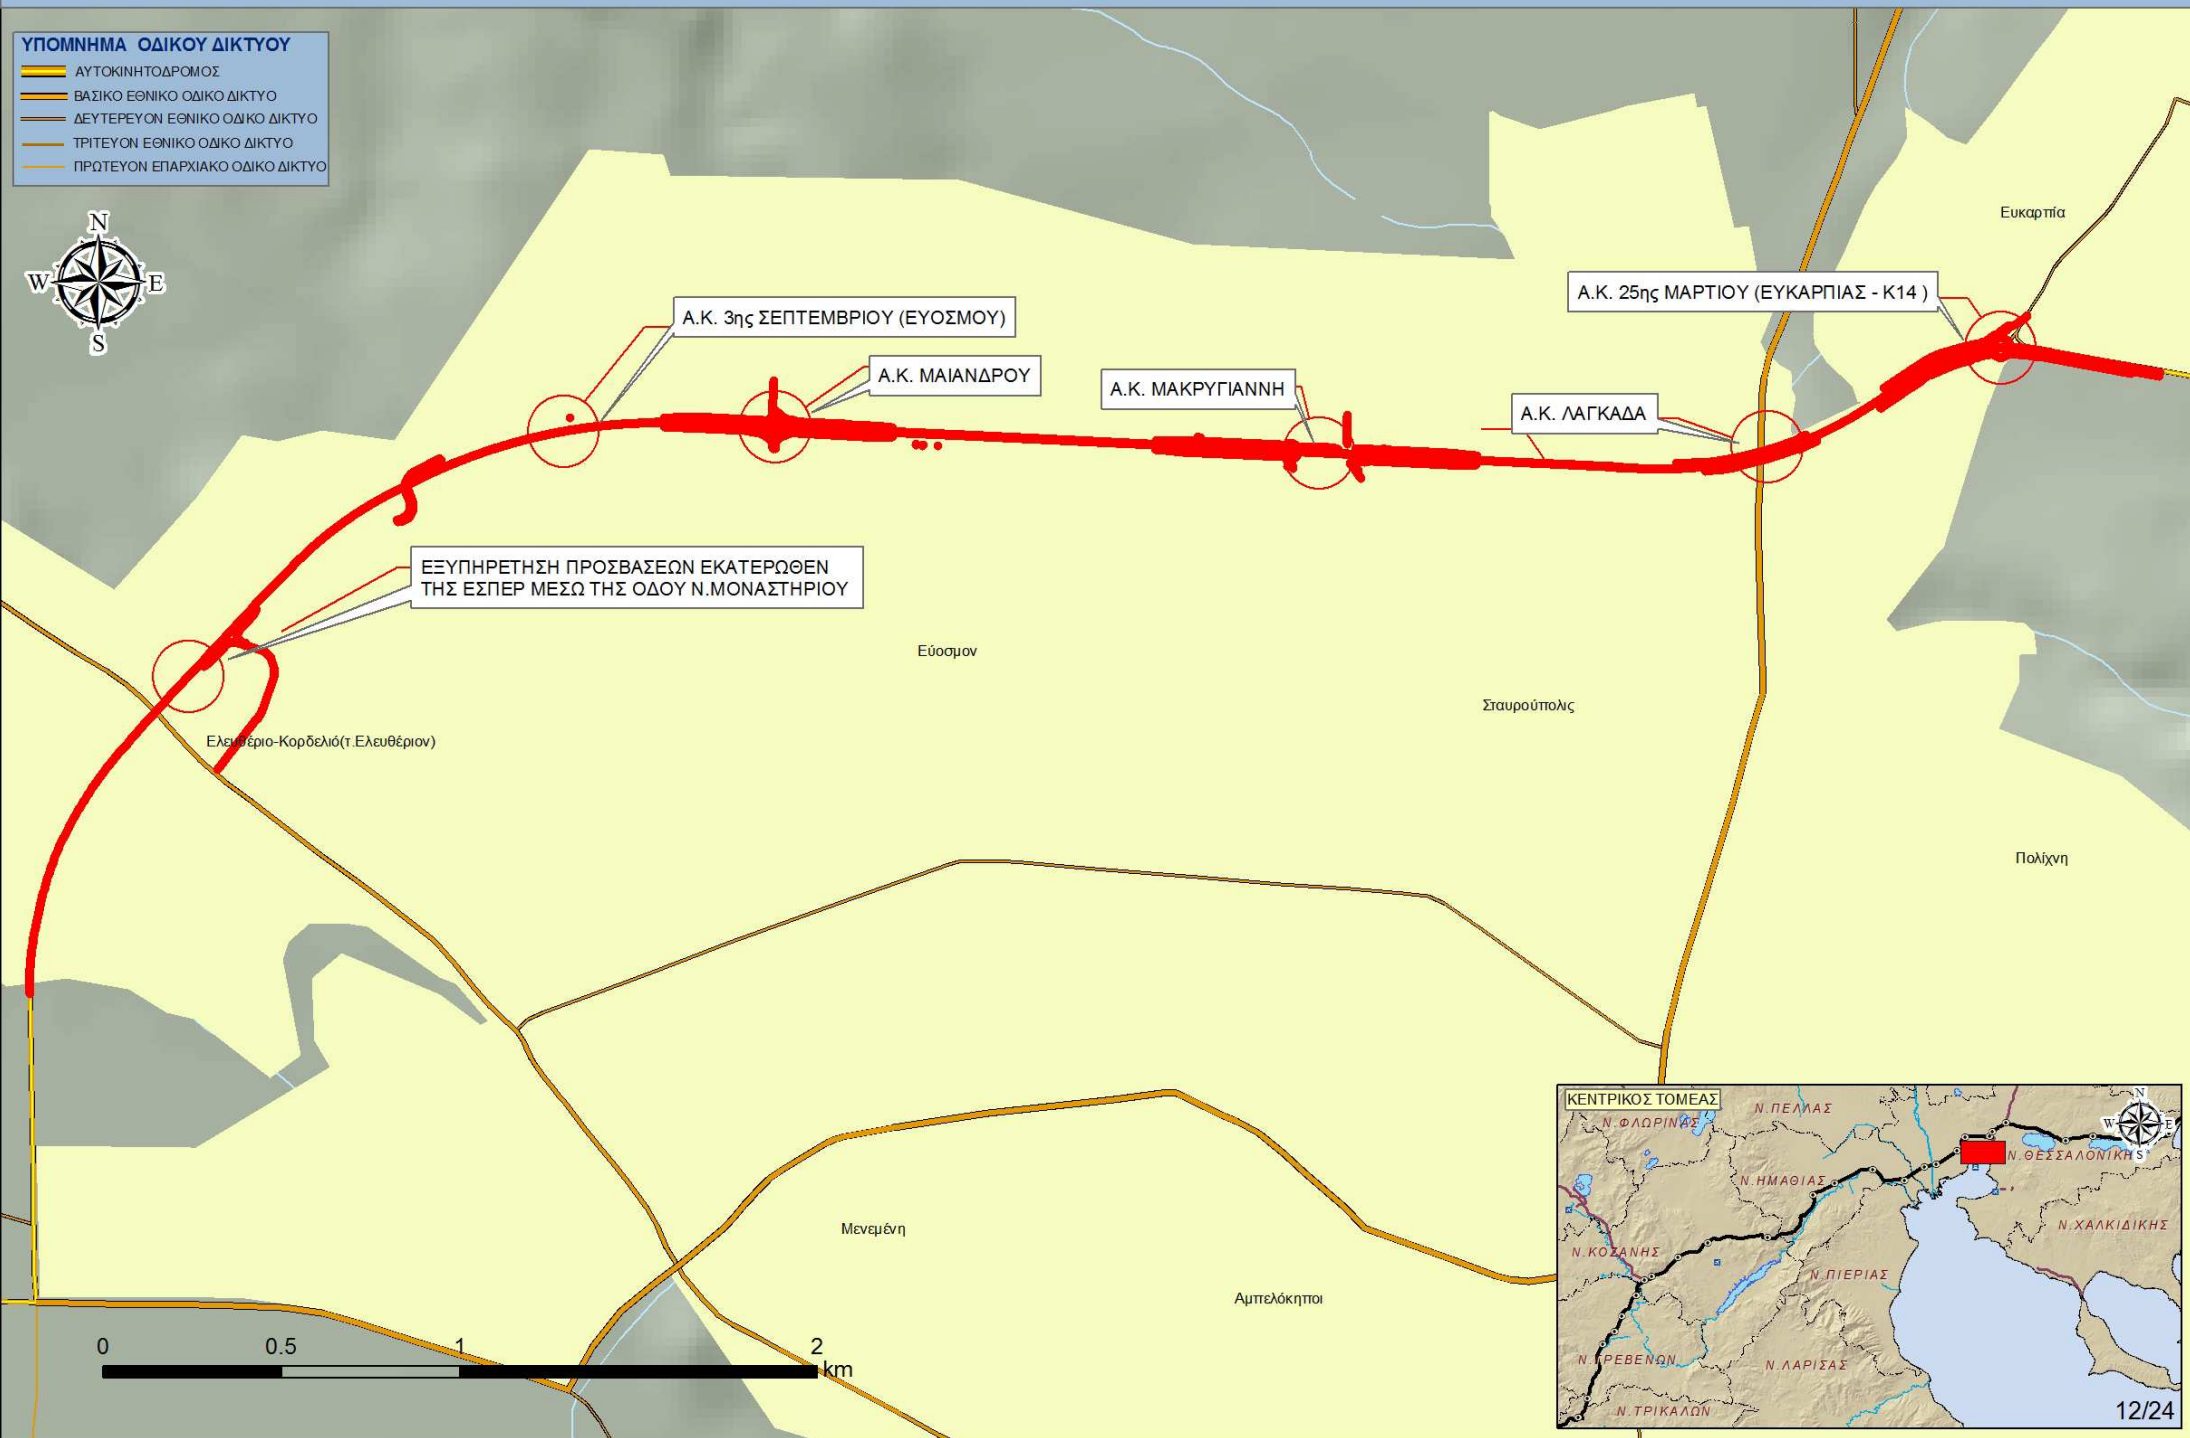 ΥΠΟΜΝΗΜΑ ΟΔΙΚΟΥ ΔΙΚΤΥΟΥ
ΑΥΤΟΚΙΝΗΤΟΔΡΟΜΟΣ
ΒΑΣΙΚΟ ΕΘΝΙΚΟ ΟΔΙΚΟ ΔΙΚΤΥΟ
ΔΕΥΤΕΡΕΥΟΝ ΕΘΝΙΚΟ ΟΔΙΚΟ ΔΙΚΤΥΟ
ΤΡΙΤΕΥΟΝ ΕΘΝΙΚΟ ΟΔΙΚΟ ΔΙΚΤΥΟ
ΠΡΩΤΕΥΟΝ ΕΠΑΡΧΙΑΚΟ ΟΔΙΚΟ ΔΙΚΤΥΟ
N
W E
S
Ευκαρπία
Α.Κ. 25ης ΜΑΡΤΙΟΥ (ΕΥΚΑΡΠΙΑΣ - Κ14 )
Α.Κ. 3ης ΣΕΠΤΕΜΒΡΙΟΥ (ΕΥΟΣΜΟΥ)
Α.Κ. ΜΑΙΑΝΔΡΟΥ
Α.Κ. ΜΑΚΡΥΓΙΑΝΝΗ
Α.Κ. ΛΑΓΚΑΔΑ
ΕΞΥΠΗΡΕΤΗΣΗ ΠΡΟΣΒΑΣΕΩΝ ΕΚΑΤΕΡΩΘΕΝ
ΤΗΣ ΕΣΠΕΡ ΜΕΣΩ ΤΗΣ ΟΔΟΥ Ν.ΜΟΝΑΣΤΗΡΙΟΥ
Εύοσμον
Σταυρούπολις
Ελευθέριο-Κορδελιό(τ.Ελευθέριον)
Πολίχνη
Μενεμένη
Αμπελόκηποι
0 0.5 1 2
km
ΚΕΝΤΡΙΚΟΣ ΤΟΜΕΑΣ
N
W E
S
Ν.ΠΕΛΛΑΣ
Ν.ΦΛΩΡΙΝΑΣ
Ν.ΘΕΣΣΑΛΟΝΙΚΗΣ
Ν.ΗΜΑΘΙΑΣ
Ν.ΧΑΛΚΙΔΙΚΗΣ
Ν.ΚΟΖΑΝΗΣ
Ν.ΠΙΕΡΙΑΣ
Ν.ΓΡΕΒΕΝΩΝ
Ν.ΛΑΡΙΣΑΣ
Ν.ΤΡΙΚΑΛΩΝ
12/24